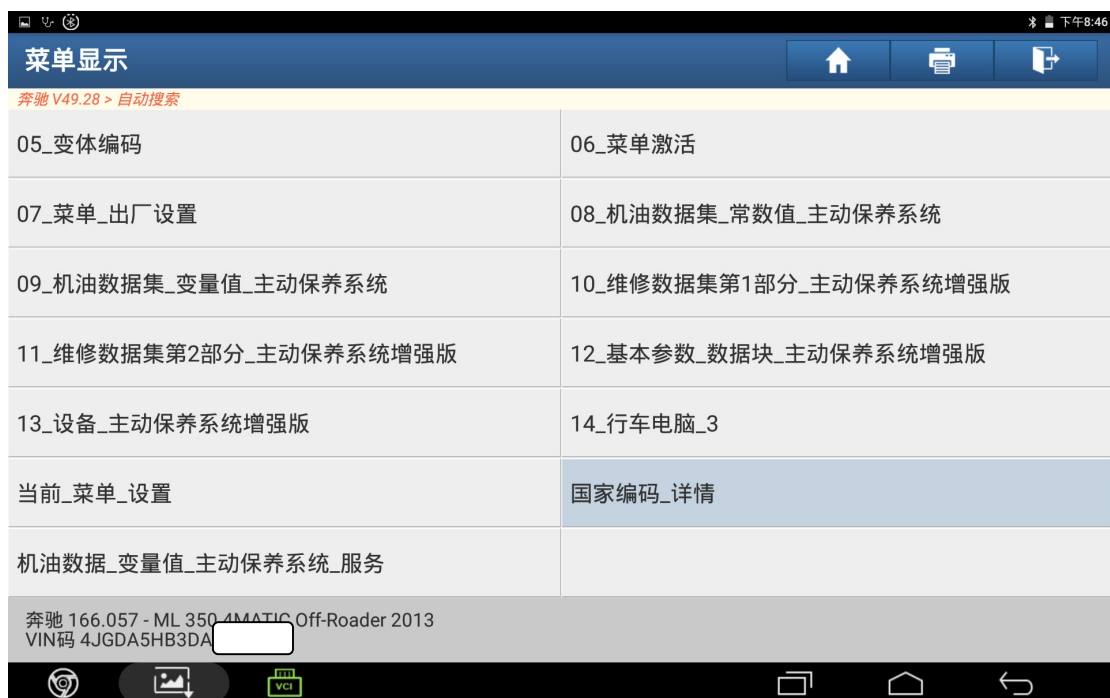 下午8:46
菜单显示
奔驰 V49.28 > 自动搜索
05_变体编码
06_菜单激活
07_菜单_出厂设置
08_机油数据集_常数值_主动保养系统
09_机油数据集_变量值_主动保养系统
10_维修数据集第1部分_主动保养系统增强版
11_维修数据集第2部分_主动保养系统增强版
12_基本参数_数据块_主动保养系统增强版
13_设备_主动保养系统增强版
14_行车电脑_3
当前_菜单_设置
国家编码_详情
机油数据_变量值_主动保养系统_服务
奔驰 166.057 - ML 350 4MATIC Off-Roader 2013
VIN码 4JGDA5HB3DA
VCI